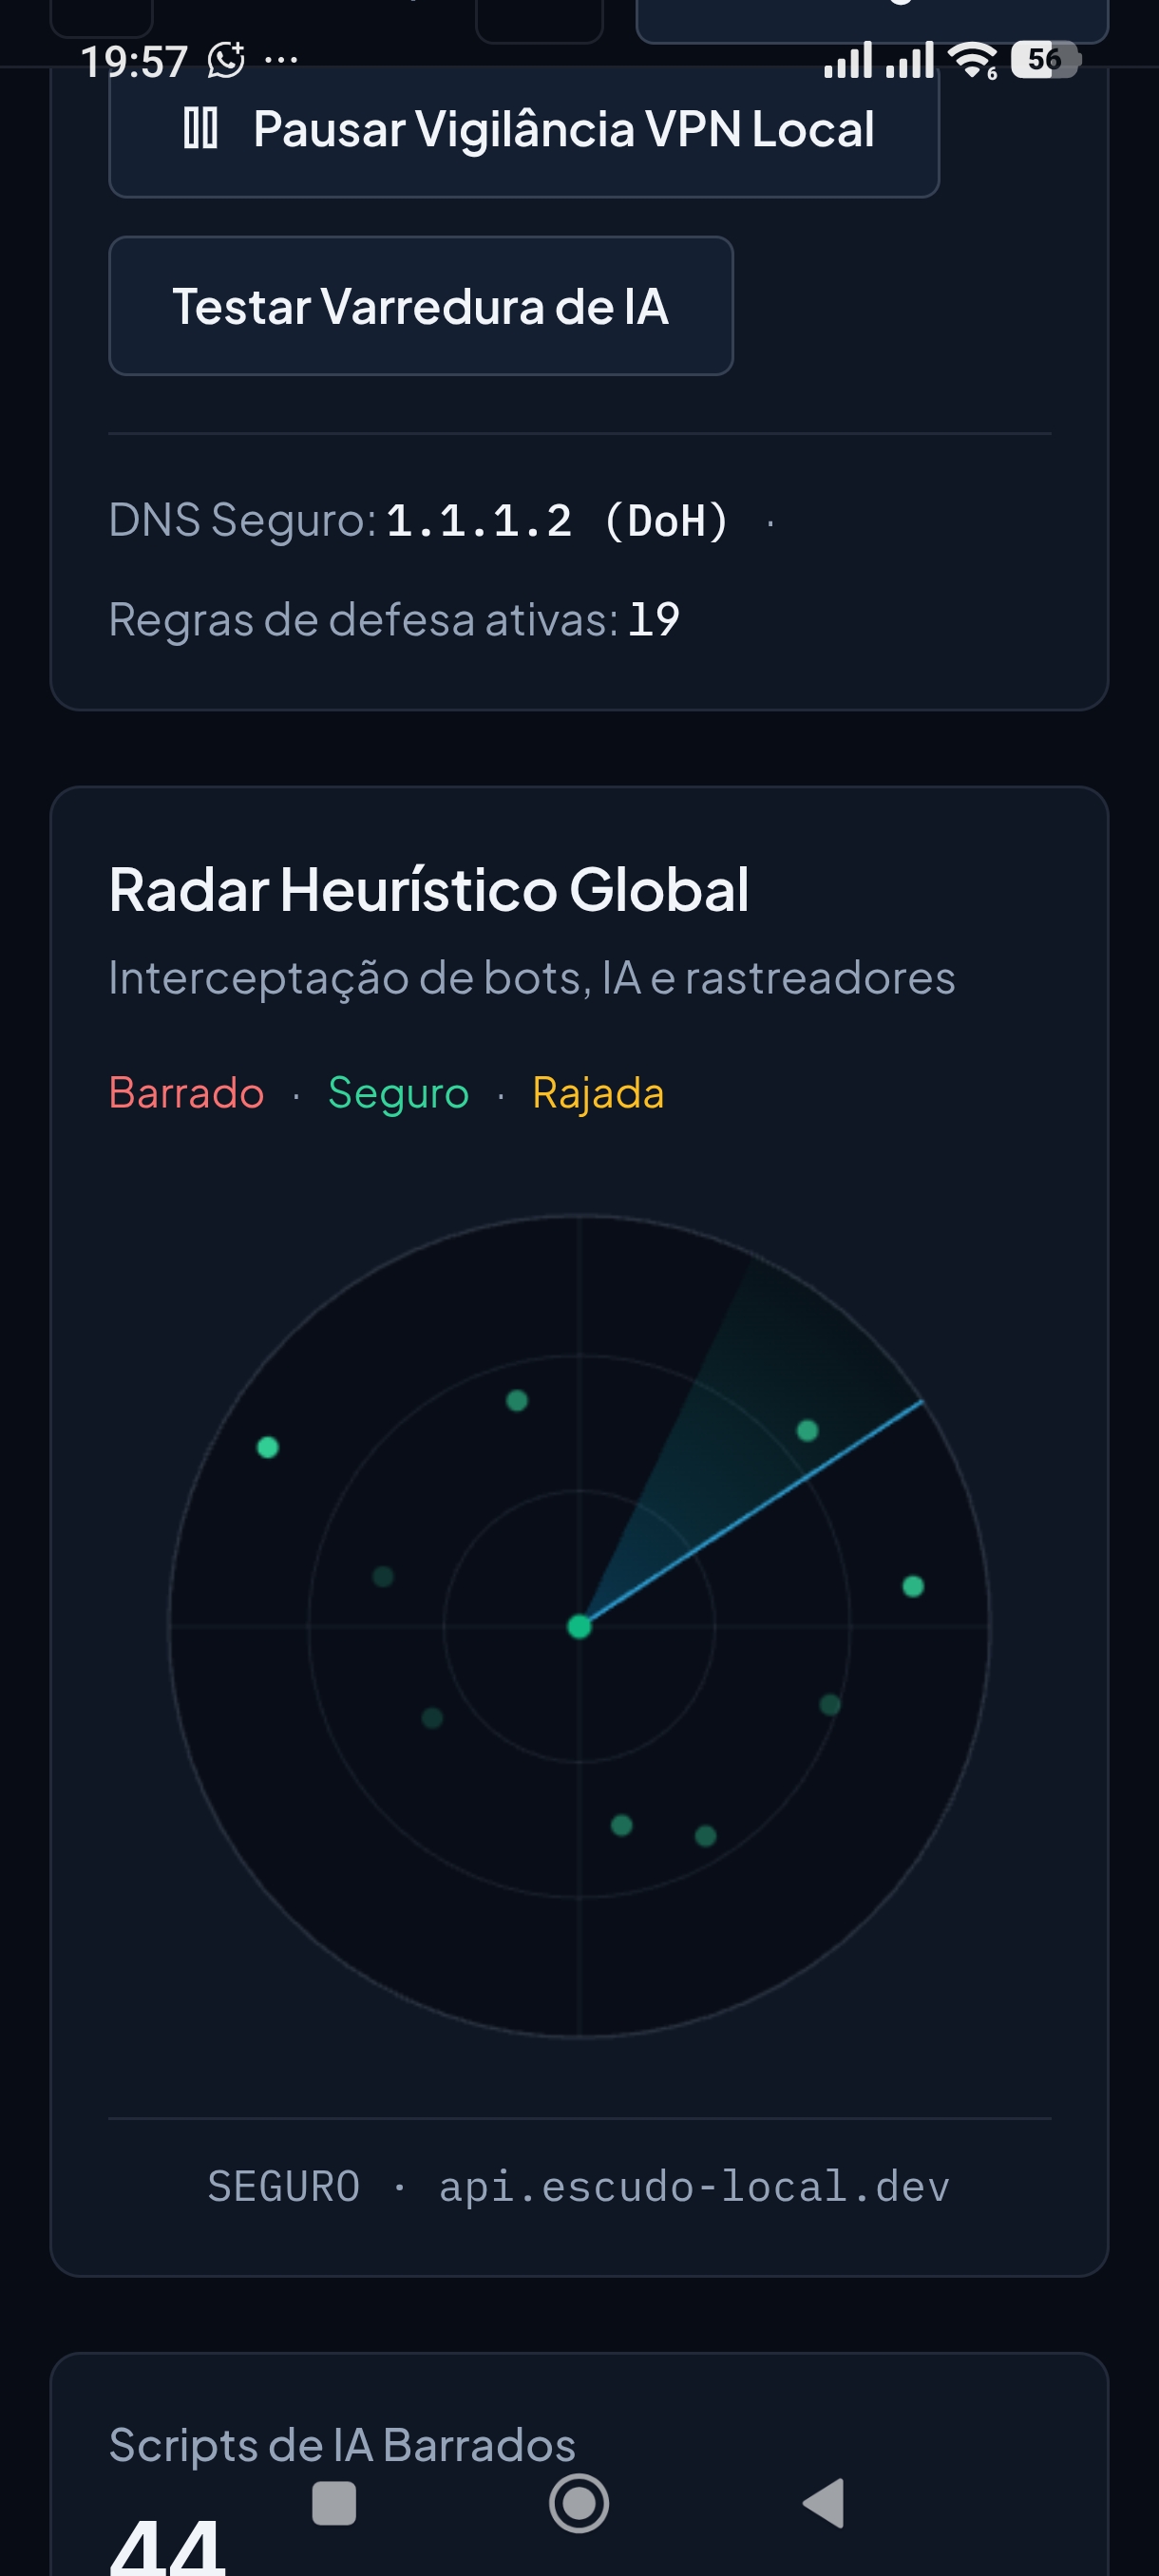 19:57
6
56
Pausar Vigilância VPN Local
Testar Varredura de IA
DNS Seguro: 1.1.1.2 (DoH) ·
Regras de defesa ativas: 19
Radar Heurístico Global
Interceptação de bots, IA e rastreadores
Barrado · Seguro · Rajada
SEGURO · api.escudo-local.dev
Scripts de IA Barrados
44